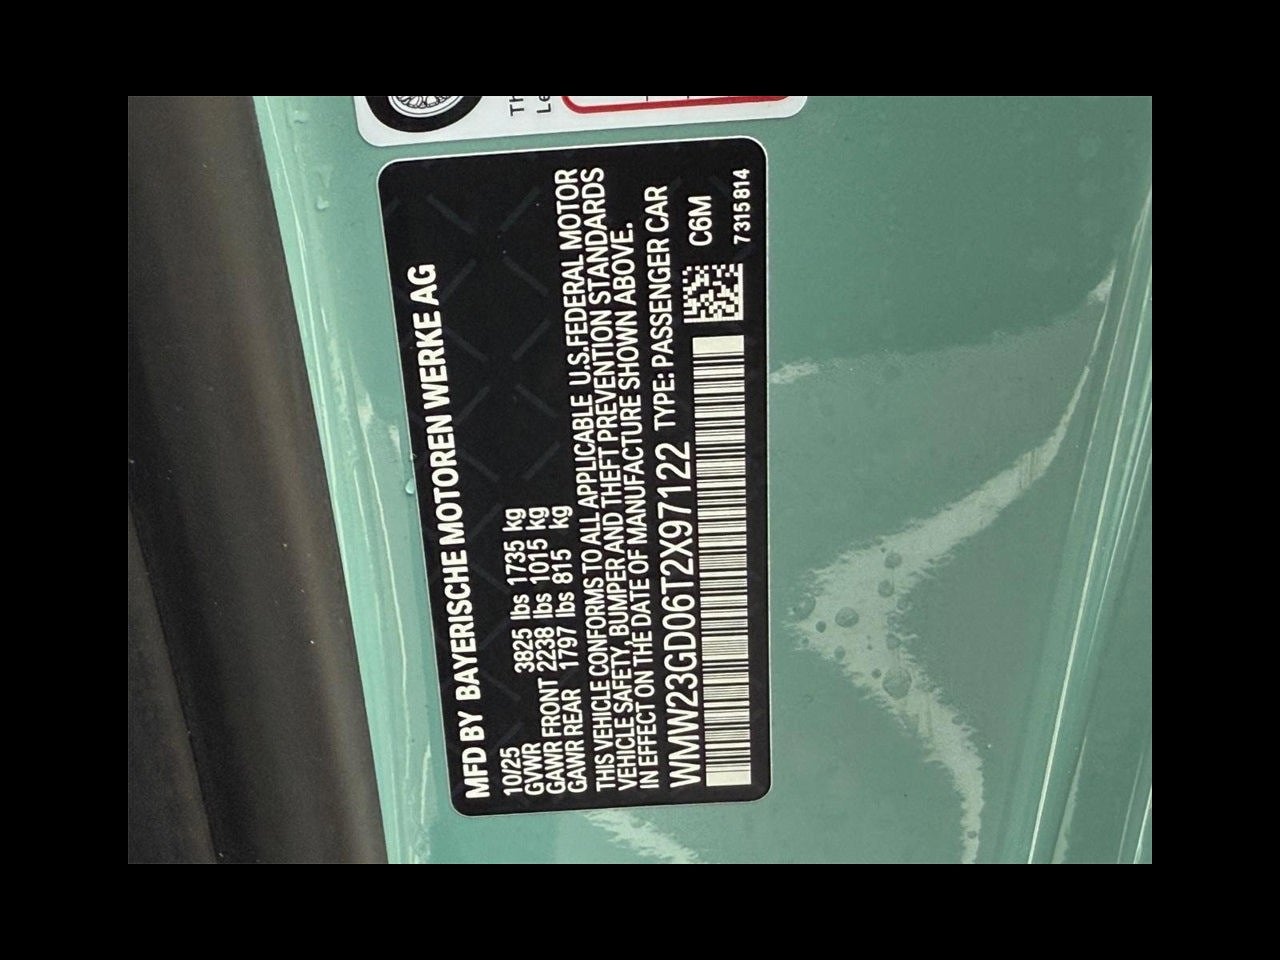 Th
Le
MFD BY BAYERISCHE MOTOREN WERKE AG
10/25
GVWR 3825 lbs 1735 kg
GAWR FRONT 2238 lbs 1015 kg
GAWR REAR 1797 lbs 815 kg
THIS VEHICLE CONFORMS TO ALL APPLICABLE U.S.FEDERAL MOTOR
VEHICLE SAFETY, BUMPER AND THEFT PREVENTION STANDARDS
IN EFFECT ON THE DATE OF MANUFACTURE SHOWN ABOVE.
WMW23GD06T2X97122 TYPE: PASSENGER CAR
C6M
7315814